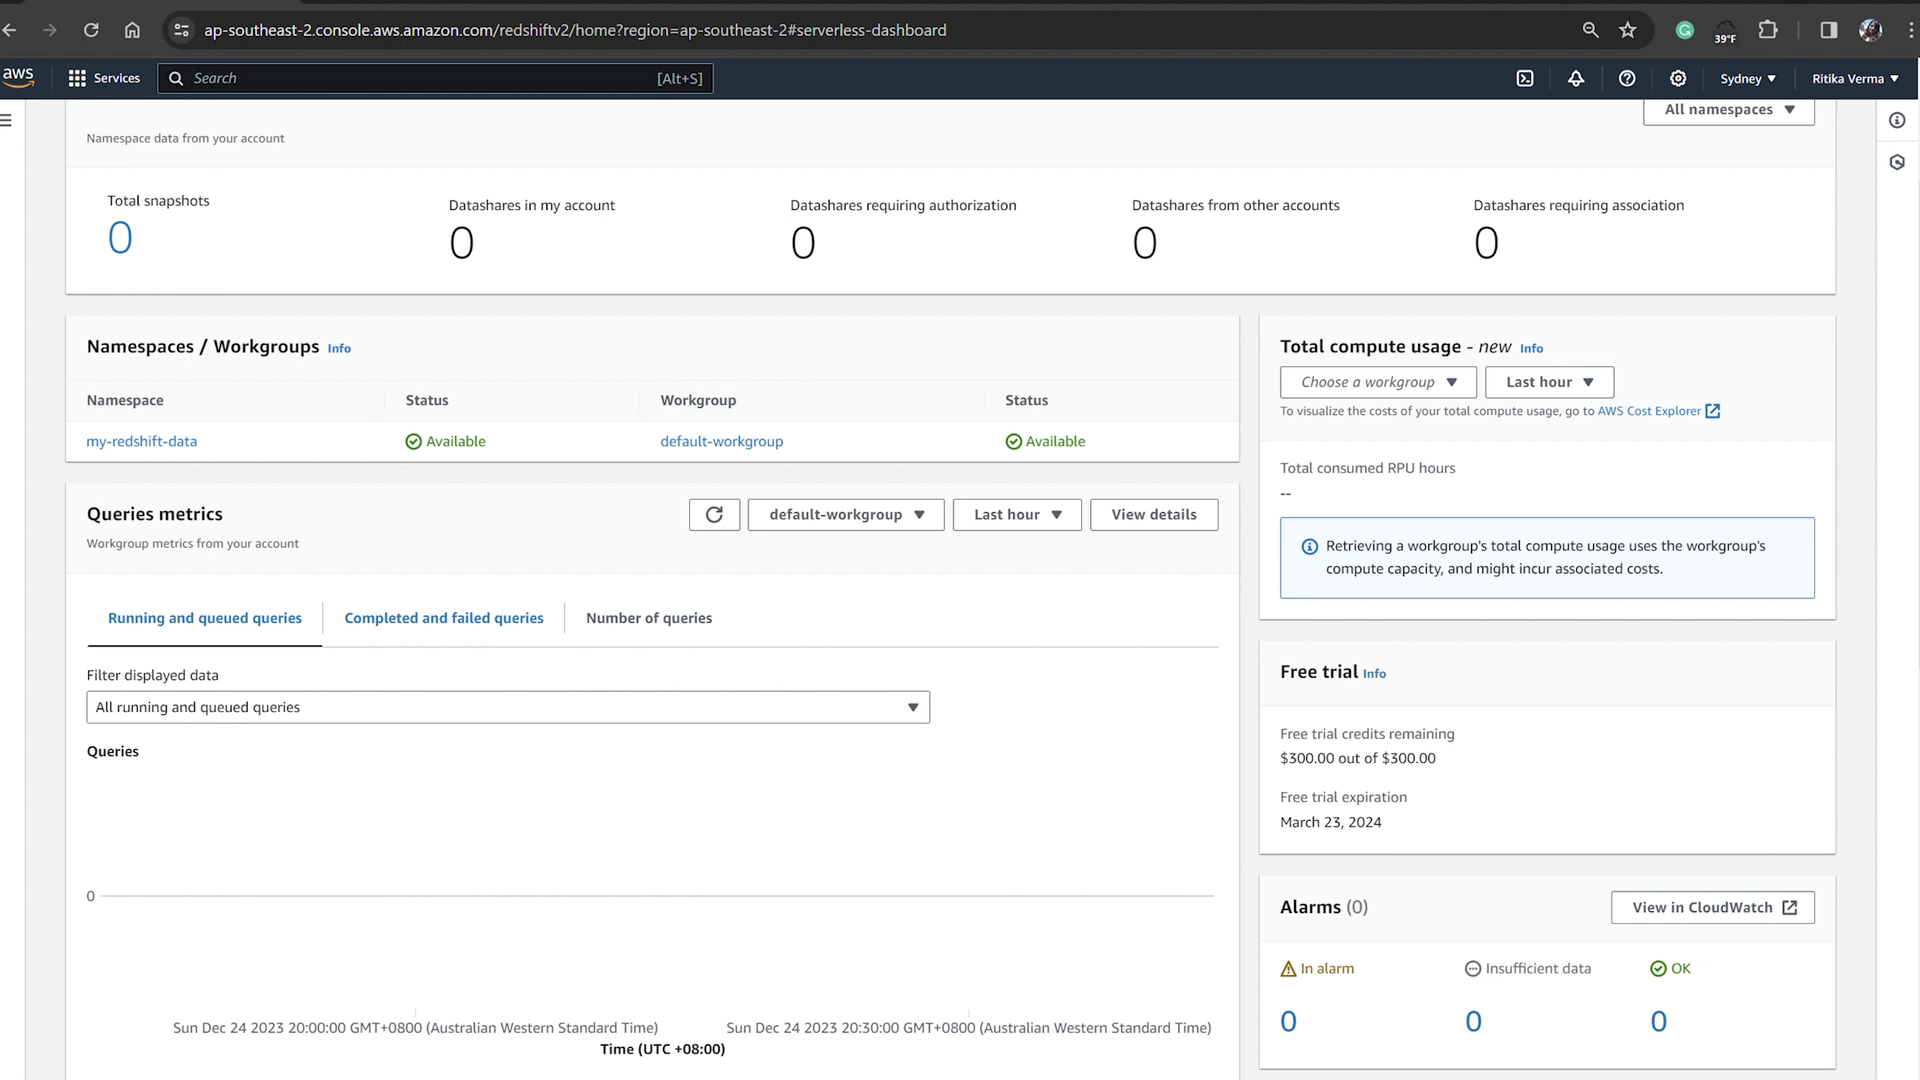 ap-southeast-2.console.aws.amazon.com/redshiftv2/home?region=ap-southeast-2#serverless-dashboard
39°F
aws
Services
Search
[Alt+S]
Sydney
Ritika Verma
All namespaces
Namespace data from your account
Total snapshots
0
Datashares in my account
0
Datashares requiring authorization
0
Datashares from other accounts
0
Datashares requiring association
0
Namespaces / Workgroups Info
Namespace
Status
Workgroup
Status
my-redshift-data
Available
default-workgroup
Available
Total compute usage - new Info
Choose a workgroup
Last hour
To visualize the costs of your total compute usage, go to AWS Cost Explorer
Total consumed RPU hours
--
Retrieving a workgroup's total compute usage uses the workgroup's
compute capacity, and might incur associated costs.
Queries metrics
default-workgroup
Last hour
View details
Workgroup metrics from your account
Running and queued queries
Completed and failed queries
Number of queries
Filter displayed data
All running and queued queries
Queries
0
Sun Dec 24 2023 20:00:00 GMT+0800 (Australian Western Standard Time)
Sun Dec 24 2023 20:30:00 GMT+0800 (Australian Western Standard Time)
Time (UTC +08:00)
Free trial Info
Free trial credits remaining
$300.00 out of $300.00
Free trial expiration
March 23, 2024
Alarms (0)
View in CloudWatch
In alarm
Insufficient data
OK
0
0
0